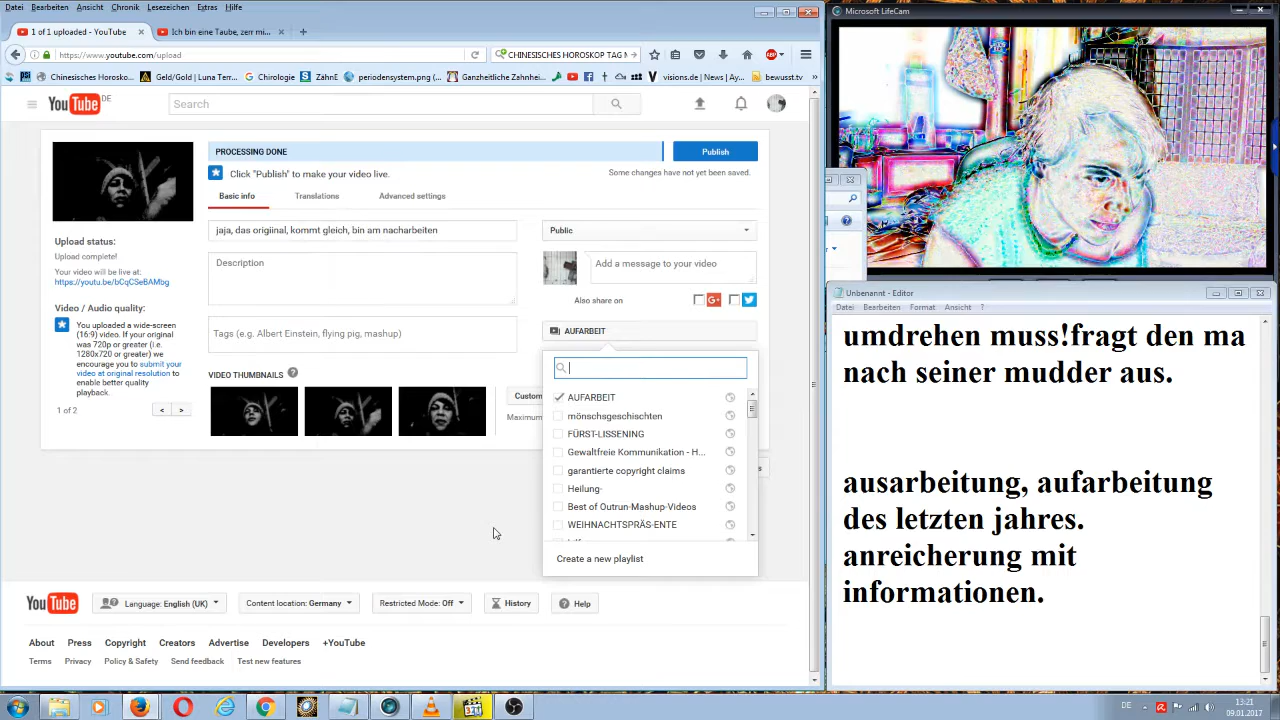 Datei Bearbeiten Ansicht Chronik Lesezeichen Extras Hilfe
1 of 1 uploaded - YouTube
Ich bin eine Taube, zerr mi...
https://www.youtube.com/upload
CHINESISCHES HOROSKOP TAG M
Chinesisches Horosko...
Geld/Gold | Lunin Terr...
Chirologie
ZähnE
periodensystem.png (...
Ganzheitliche Zahnhei...
visions.de | News | Ay...
bewusst.tv
YouTube DE
Search
PROCESSING DONE
Publish
Click "Publish" to make your video live.
Some changes have not yet been saved.
Basic info
Translations
Advanced settings
Upload status:
Upload complete!
Your video will be live at:
https://youtu.be/bCqCSeBAMbg
Video / Audio quality:
You uploaded a wide-screen
(16:9) video. If your original
was 720p or greater (i.e.
1280x720 or greater) we
encourage you to submit your
video at original resolution to
enable better quality
playback.
1 of 2
< >
jaja, das origiinal, kommt gleich, bin am nacharbeiten
Description
Tags (e.g. Albert Einstein, flying pig, mashup)
VIDEO THUMBNAILS
Custom
Maximum
Public
Add a message to your video
Also share on
AUFARBEIT
AUFARBEIT
mönschsgeschichten
FÜRST-LISSENING
Gewaltfreie Kommunikation - H...
garantierte copyright claims
Heilung-
Best of Outrun-Mashup-Videos
WEIHNACHTSPRÄS-ENTE
Create a new playlist
YouTube
Language: English (UK)
Content location: Germany
Restricted Mode: Off
History
Help
About Press Copyright Creators Advertise Developers +YouTube
Terms Privacy Policy & Safety Send feedback Test new features
Microsoft LifeCam
Unbenannt - Editor
Datei Bearbeiten Format Ansicht ?
umdrehen muss!fragt den ma
nach seiner mudder aus.
ausarbeitung, aufarbeitung
des letzten jahres.
anreicherung mit
informationen.
DE
13:21
09.01.2017